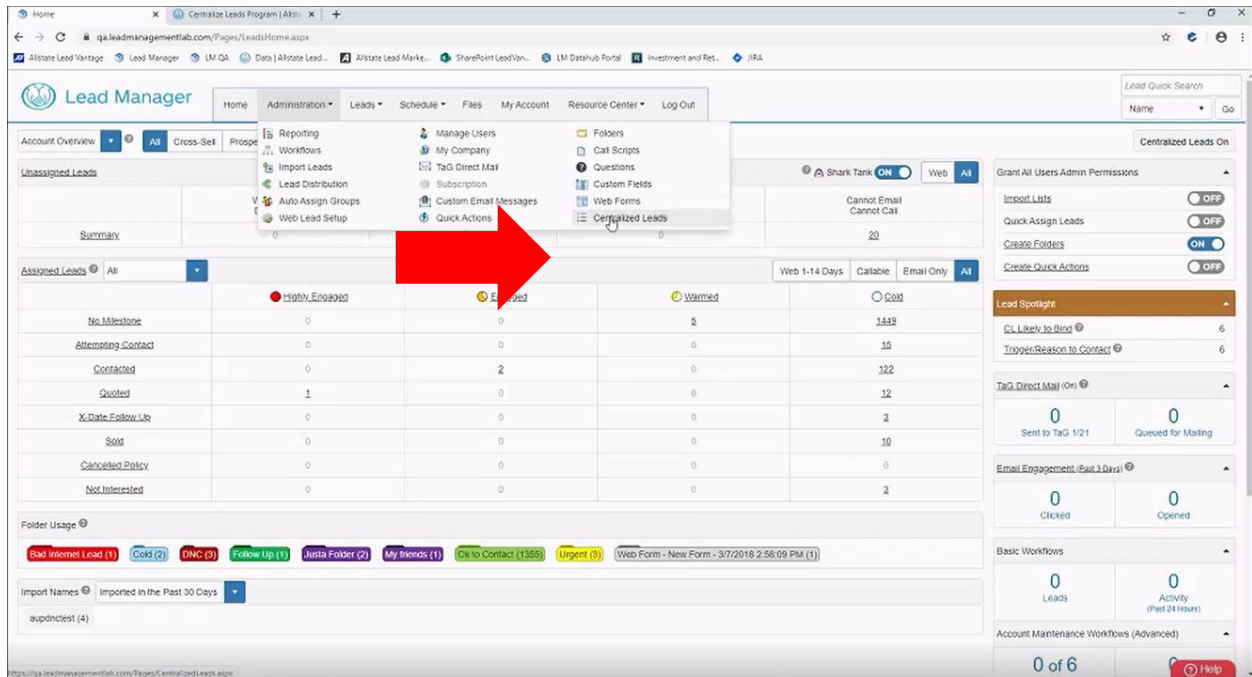 Home
Centralize Leads Program | Allst
qa.leadmanagementlab.com/Pages/LeadsHome.aspx
Allstate Lead Vantage Lead Manager LM QA Data | Allstate Lead... Allstate Lead Marke... SharePoint LeadVan... LM Datahub Portal Investment and Ret... JIRA
Lead Manager
Home Administration Leads Schedule Files My Account Resource Center Log Out
Lead Quick Search
Name Go
Reporting Manage Users Folders
Workflows My Company Call Scripts
Import Leads TaG Direct Mail Questions
Lead Distribution Subscription Custom Fields
Auto Assign Groups Custom Email Messages Web Forms
Web Lead Setup Quick Actions Centralized Leads
Account Overview All Cross-Sell Prospe
Centralized Leads On
Unassigned Leads
Shark Tank ON Web All
Cannot Email
Cannot Call
Summary 0 0 20
Assigned Leads All
Web 1-14 Days Callable Email Only All
Highly Engaged Warmed Cold
No Milestone 0 0 5 1449
Attempting Contact 0 0 0 15
Contacted 0 2 0 122
Quoted 1 0 0 12
X-Date Follow Up 0 0 0 3
Sold 0 0 0 10
Cancelled Policy 0 0 0 0
Not Interested 0 0 0 3
Folder Usage
Bad Internet Lead (1) Cold (2) DNC (3) Follow Up (1) Justa Folder (2) My friends (1) Ok to Contact (1355) Urgent (3) Web Form - New Form - 3/7/2018 2:58:09 PM (1)
Import Names Imported in the Past 30 Days
aupdnctest (4)
Grant All Users Admin Permissions
Import Lists OFF
Quick Assign Leads OFF
Create Folders ON
Create Quick Actions OFF
Lead Spotlight
CL Likely to Bind 6
Trigger/Reason to Contact 6
TaG Direct Mail (On)
0 0
Sent to TaG 1/21 Queued for Mailing
Email Engagement (Past 3 Days)
0 0
Clicked Opened
Basic Workflows
0 0
Leads Activity
(Past 24 Hours)
Account Maintenance Workflows (Advanced)
0 of 6
Help
https://qa.leadmanagementlab.com/Pages/CentralizedLeads.aspx